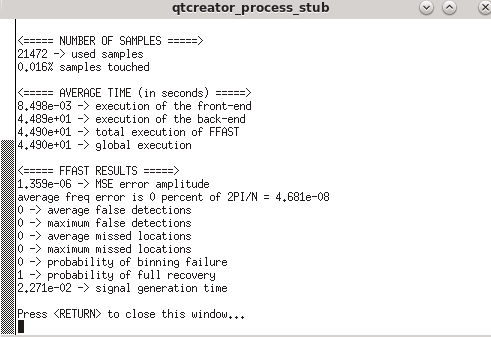 qtcreator_process_stub
<===== NUMBER OF SAMPLES =====>
21472 -> used samples
0.016% samples touched
<===== AVERAGE TIME (in seconds) =====>
8.498e-03 -> execution of the front-end
4.489e+01 -> execution of the back-end
4.490e+01 -> total execution of FFAST
4.490e+01 -> global execution
<===== FFAST RESULTS =====>
1.359e-06 -> MSE error amplitude
average freq error is 0 percent of 2PI/N = 4.681e-08
0 -> average false detections
0 -> maximum false detections
0 -> average missed locations
0 -> maximum missed locations
0 -> probability of binning failure
1 -> probability of full recovery
2.271e-02 -> signal generation time
Press <RETURN> to close this window...